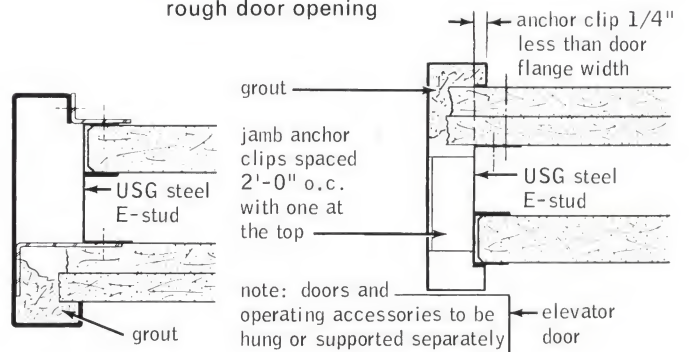 rough door opening
anchor clip 1/4"
less than door
flange width
grout
jamb anchor
clips spaced
2'-0" o.c.
with one at
the top
USG steel
E-stud
USG steel
E-stud
note: doors and
operating accessories to be
hung or supported separately
elevator
door
grout